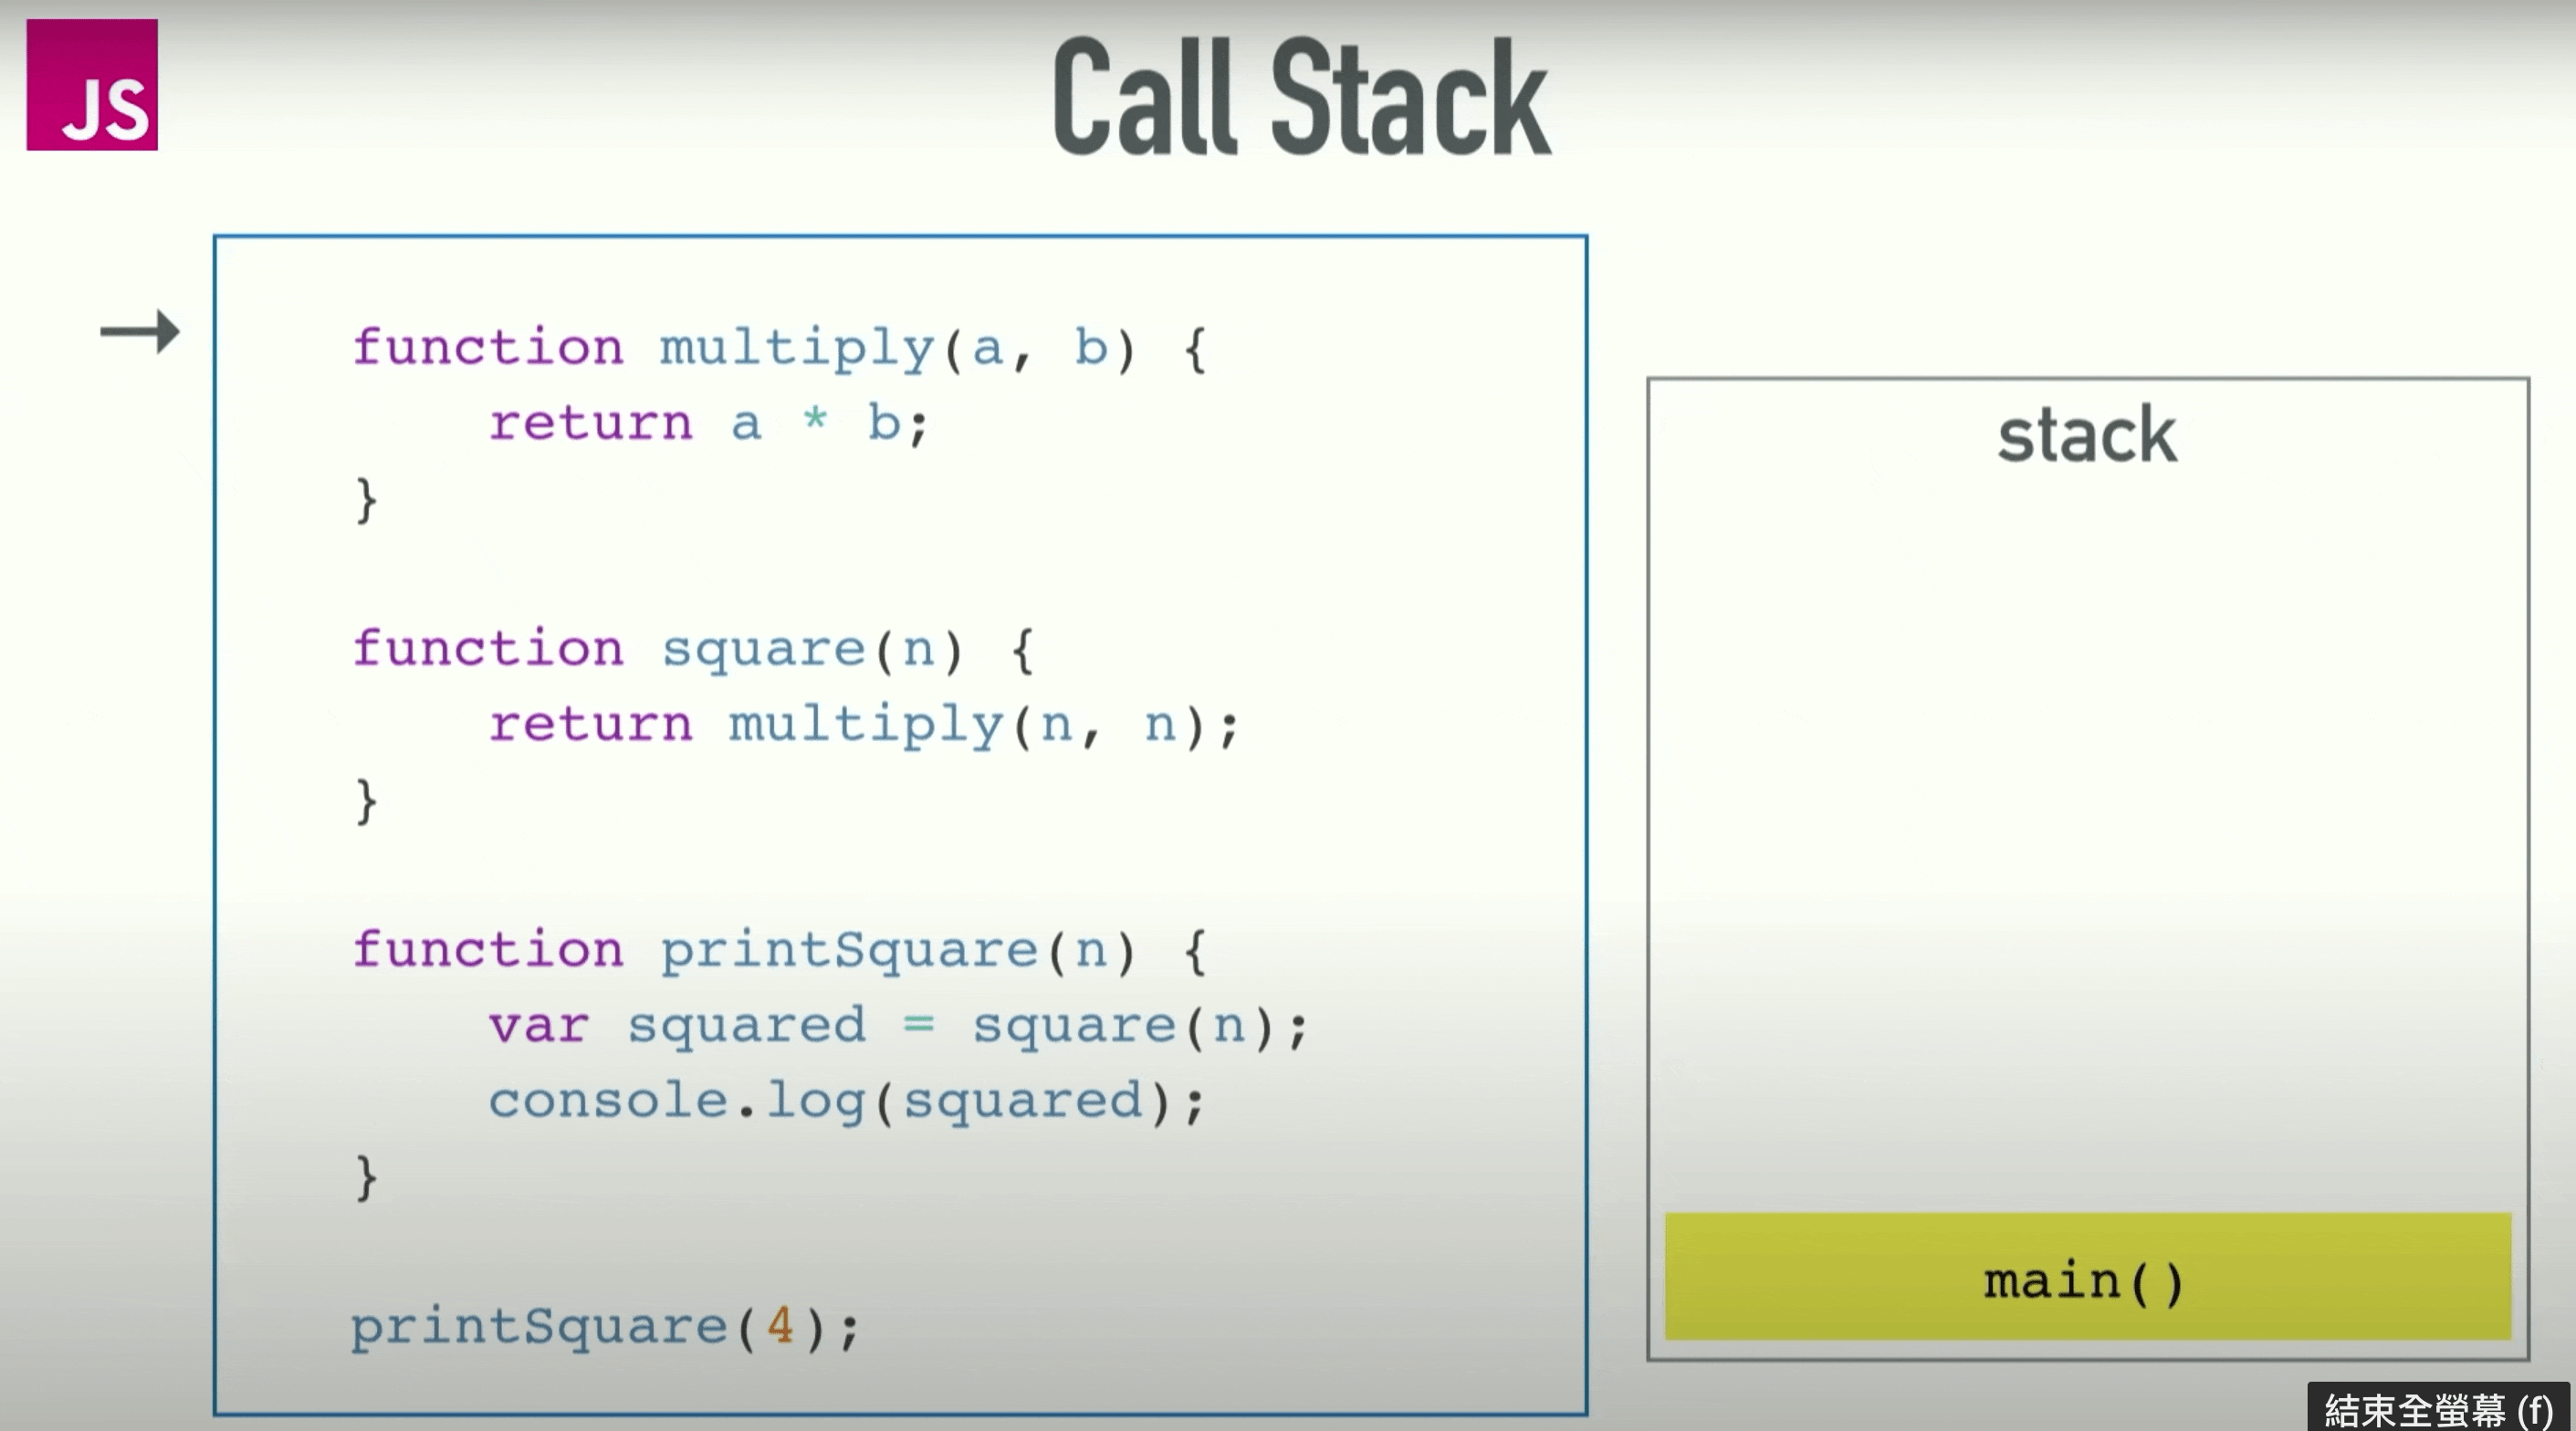 JS
Call Stack
function multiply(a, b) {
    return a * b;
}
function square(n) {
    return multiply(n, n);
}
function printSquare(n) {
    var squared = square(n);
    console.log(squared);
}
printSquare(4);
stack
main()
結束全螢幕 (f)